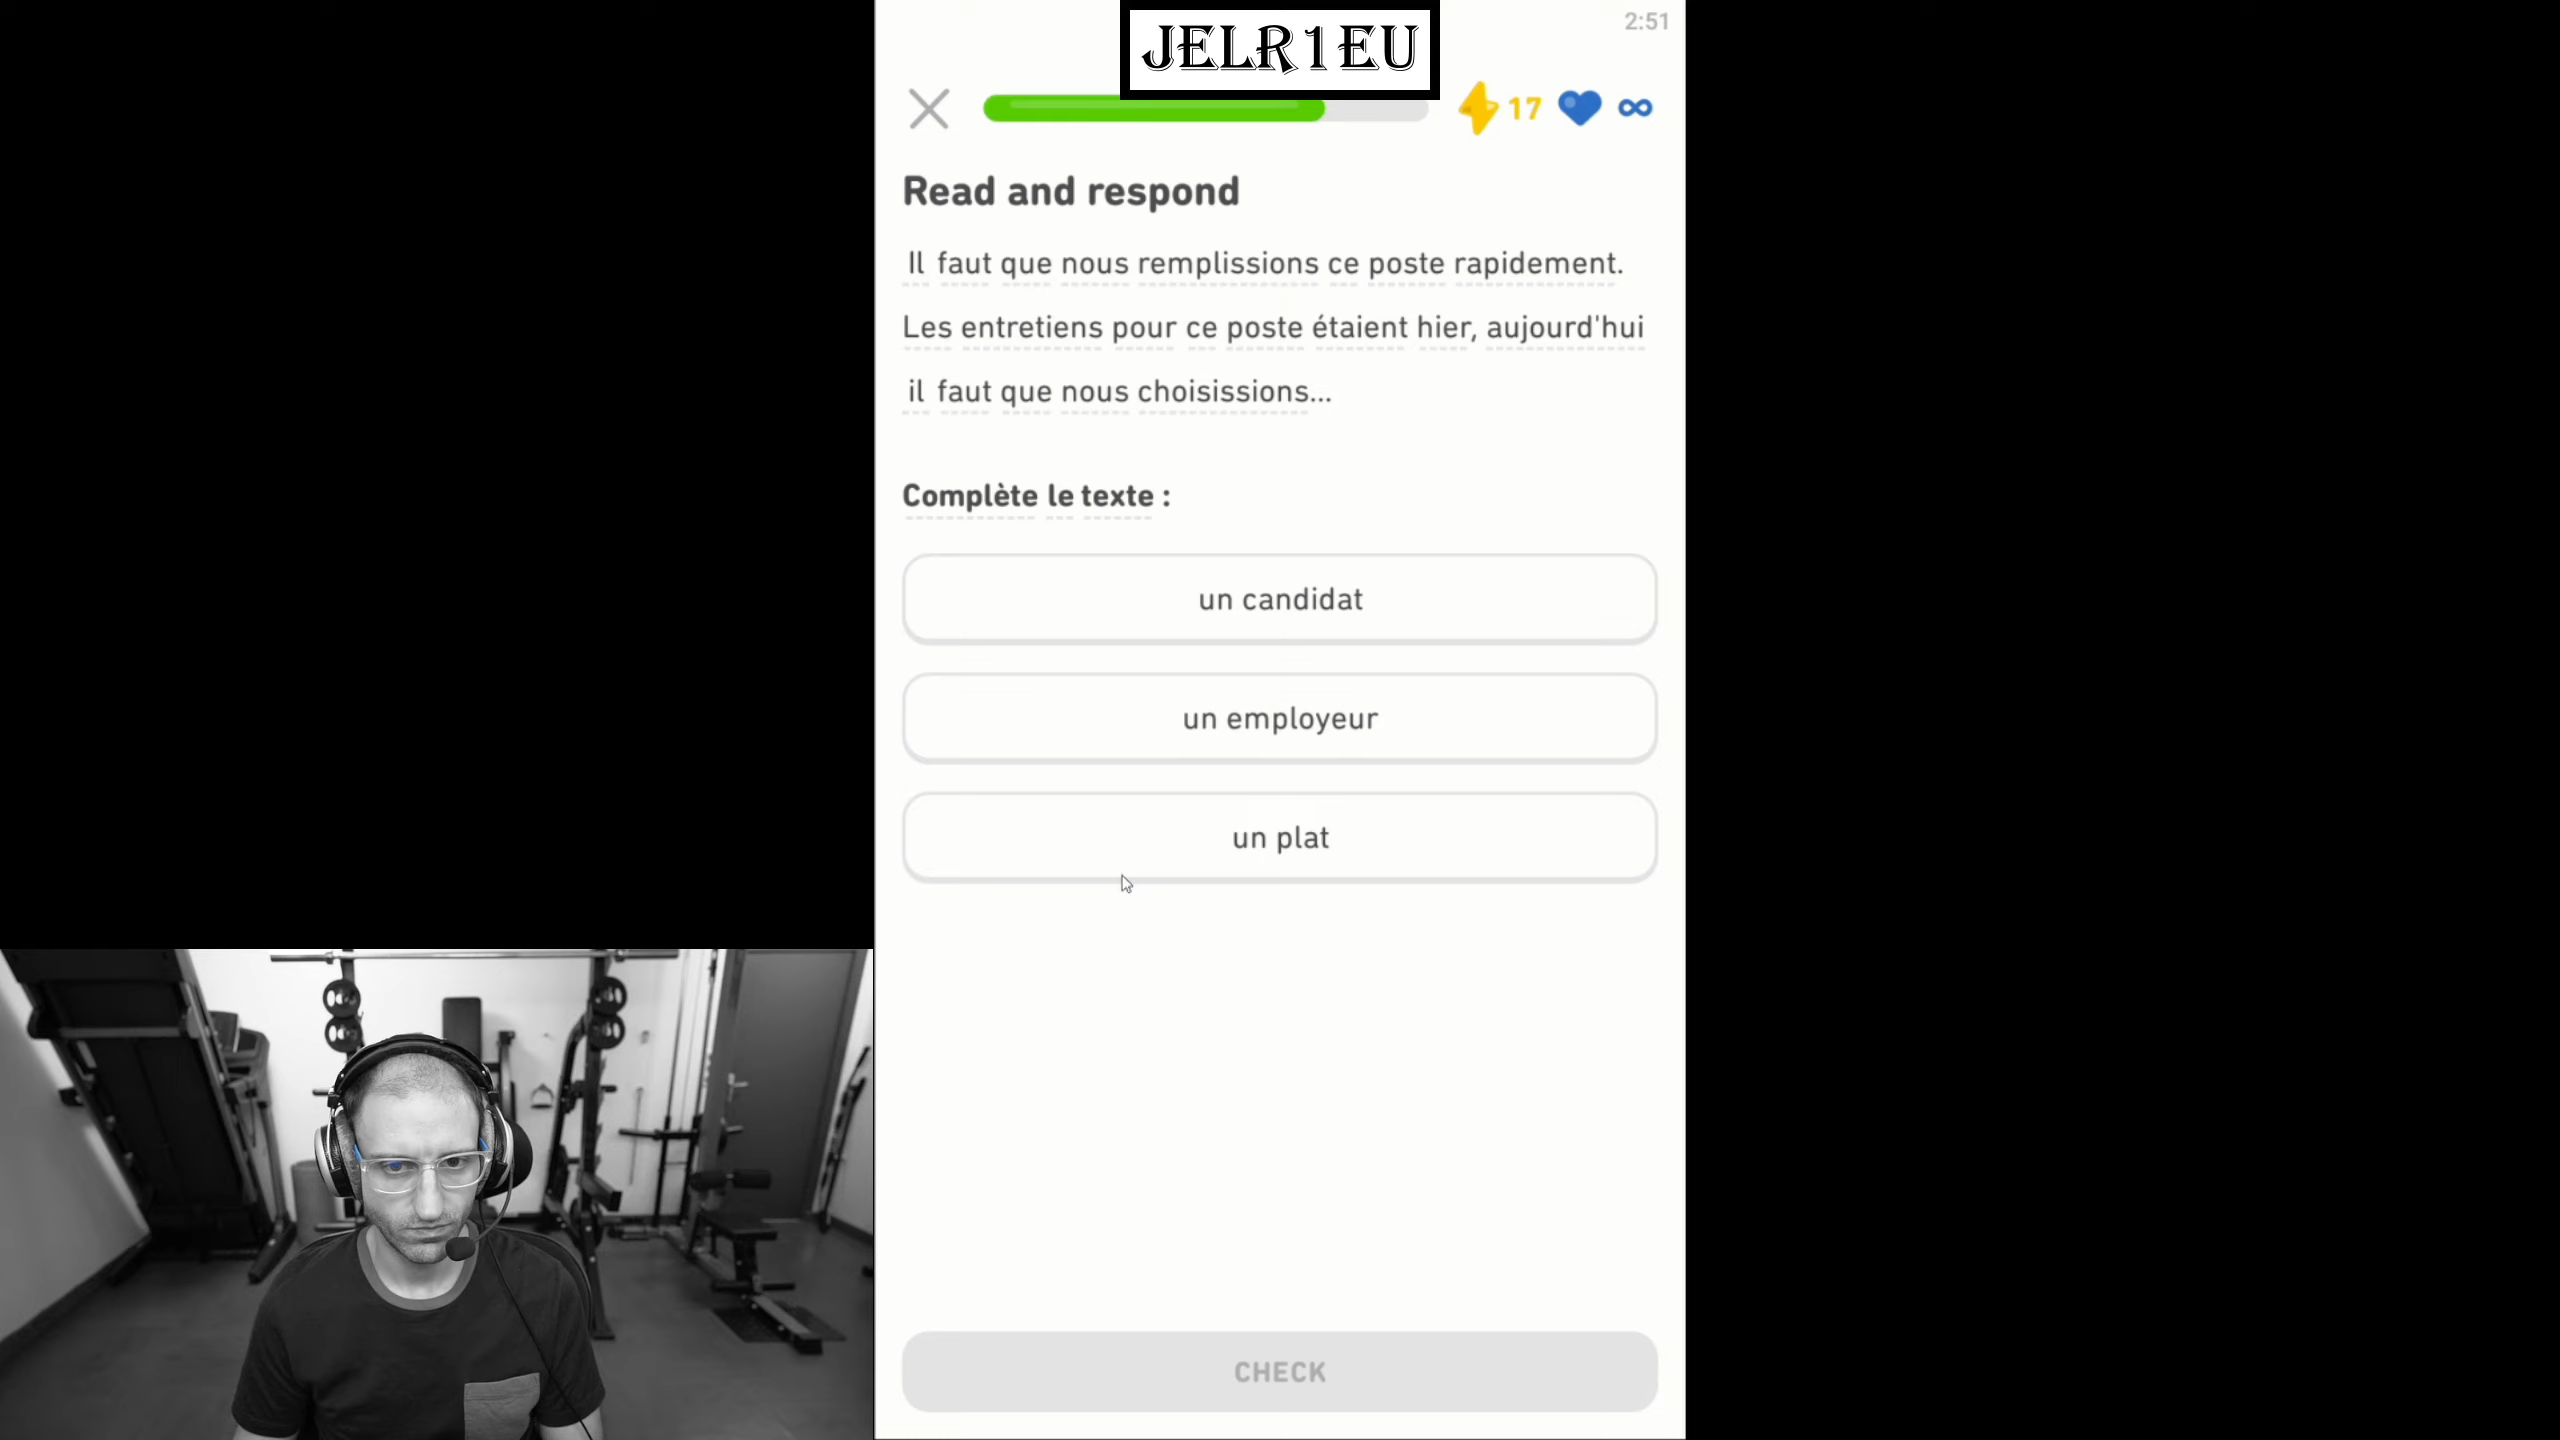 JELR1EU
2:51
17 ∞
Read and respond
Il faut que nous remplissions ce poste rapidement.
Les entretiens pour ce poste étaient hier, aujourd'hui
il faut que nous choisissions...
Complète le texte :
un candidat
un employeur
un plat
CHECK